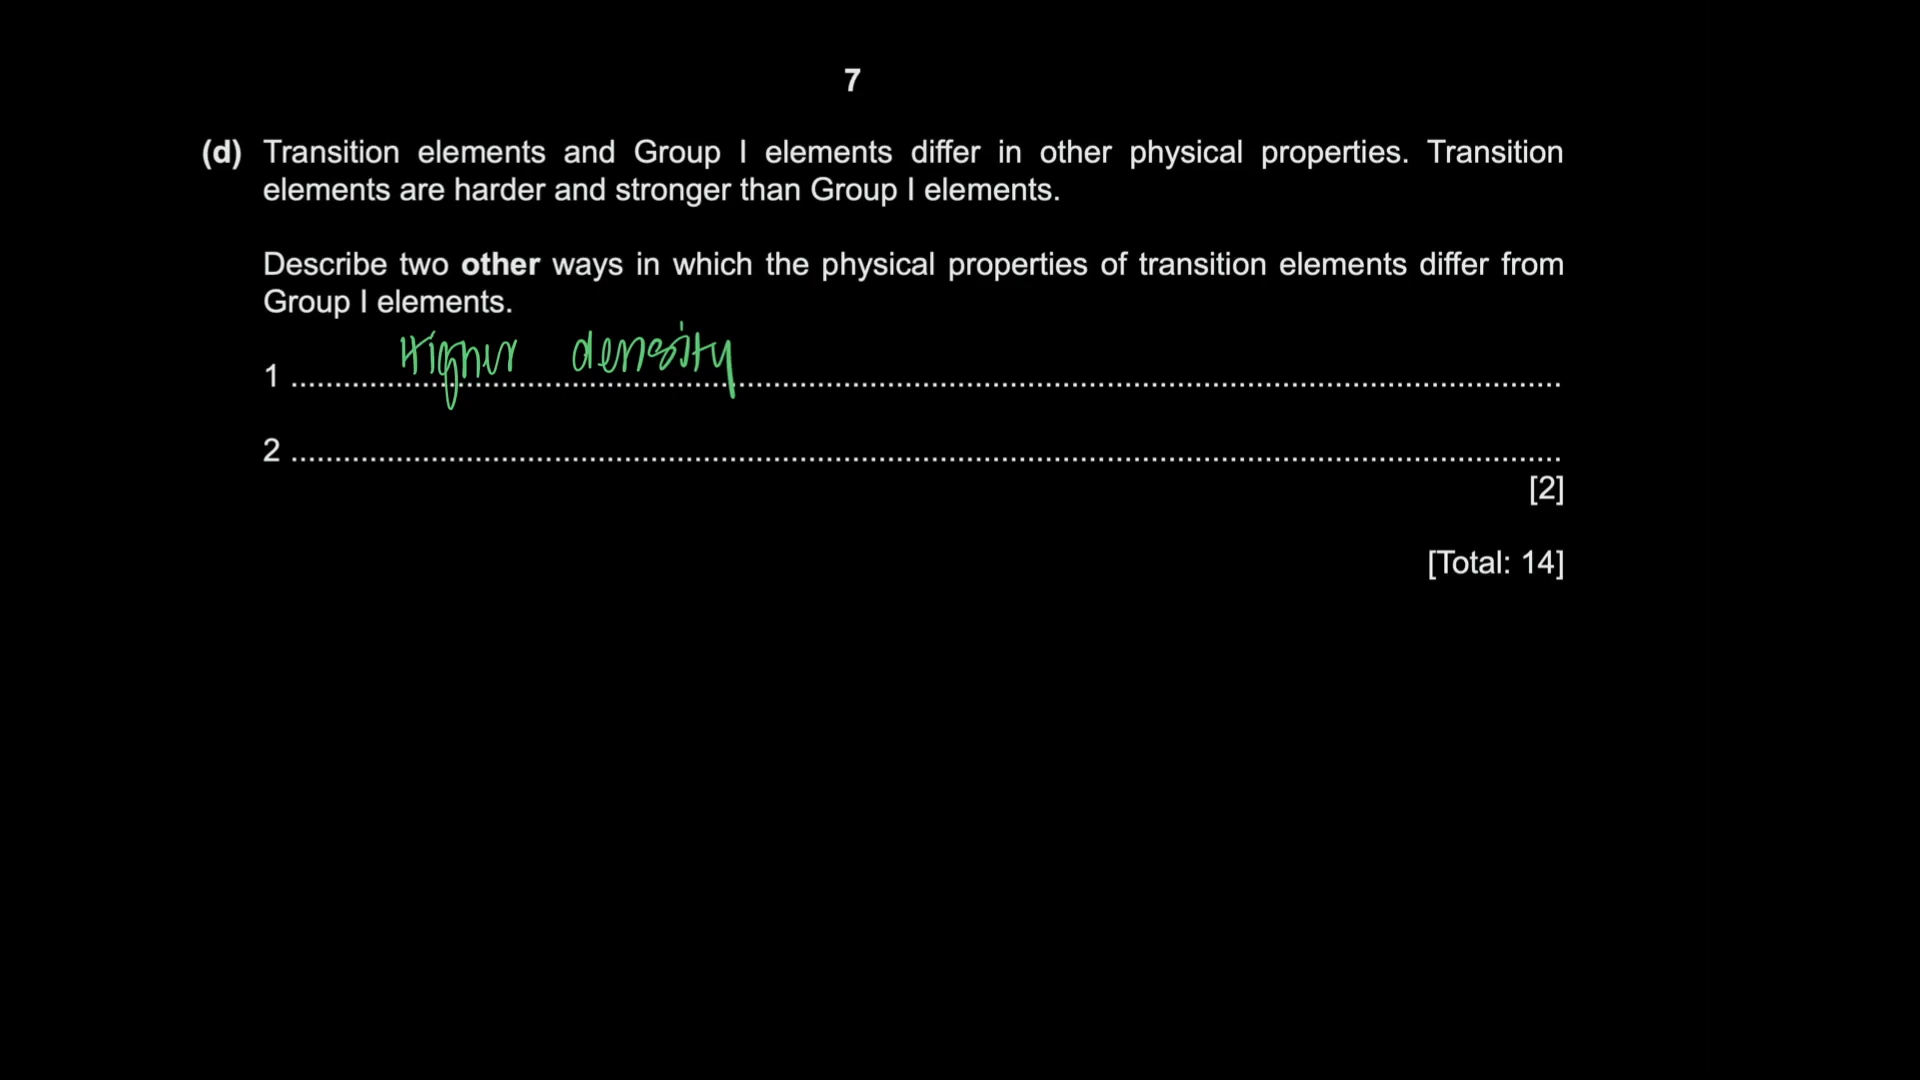 7
(d) Transition elements and Group I elements differ in other physical properties. Transition
elements are harder and stronger than Group I elements.
Describe two other ways in which the physical properties of transition elements differ from
Group I elements.
Higher density
1 ................................................................................
2 ................................................................................
[2]
[Total: 14]